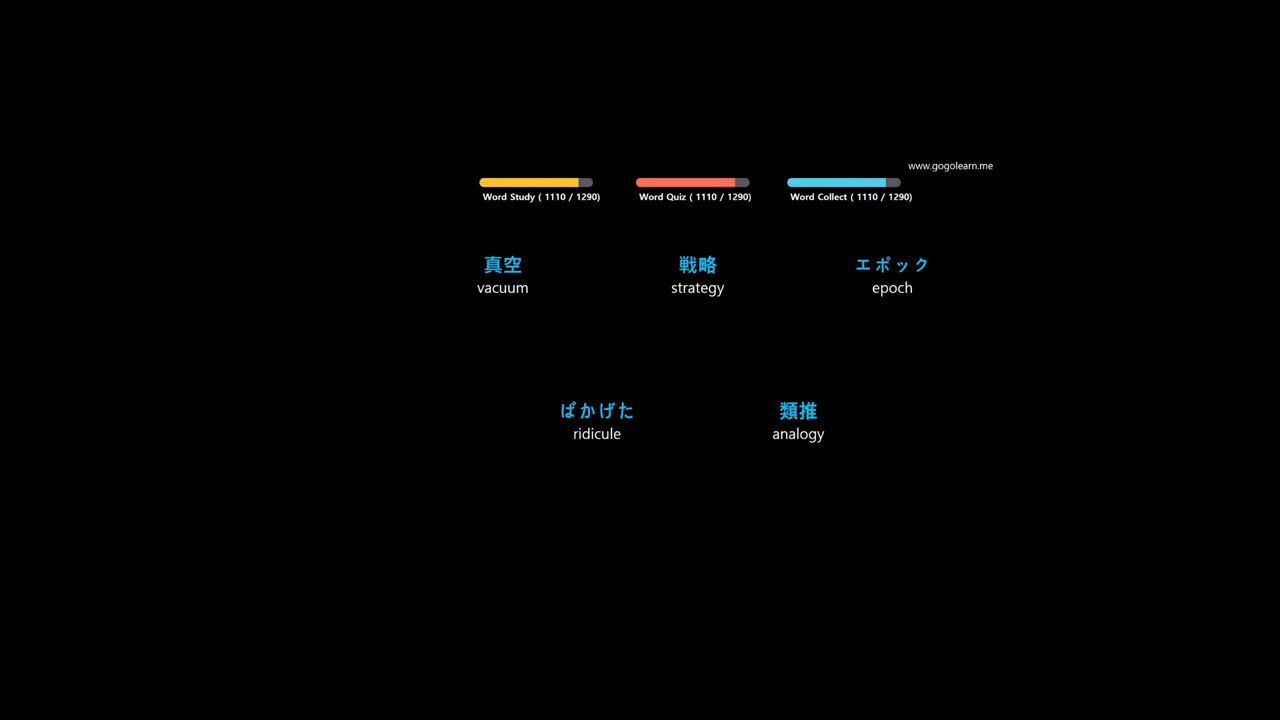 www.gogolearn.me
Word Study ( 1110 / 1290)
Word Quiz ( 1110 / 1290)
Word Collect ( 1110 / 1290)
真空
vacuum
戦略
strategy
エポック
epoch
ばかげた
ridicule
類推
analogy